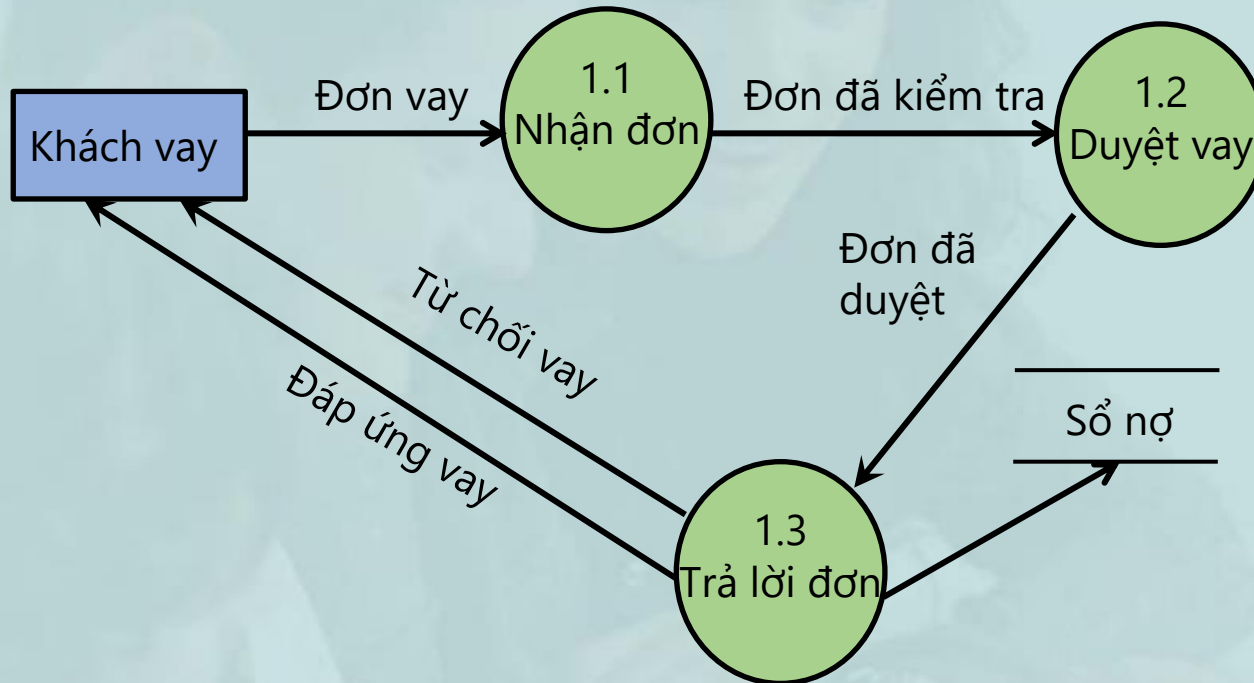 Khách vay
Đơn vay
1.1
Nhận đơn
Đơn đã kiểm tra
1.2
Duyệt vay
Đơn đã
duyệt
Từ chối vay
Đáp ứng vay
Sổ nợ
1.3
Trả lời đơn